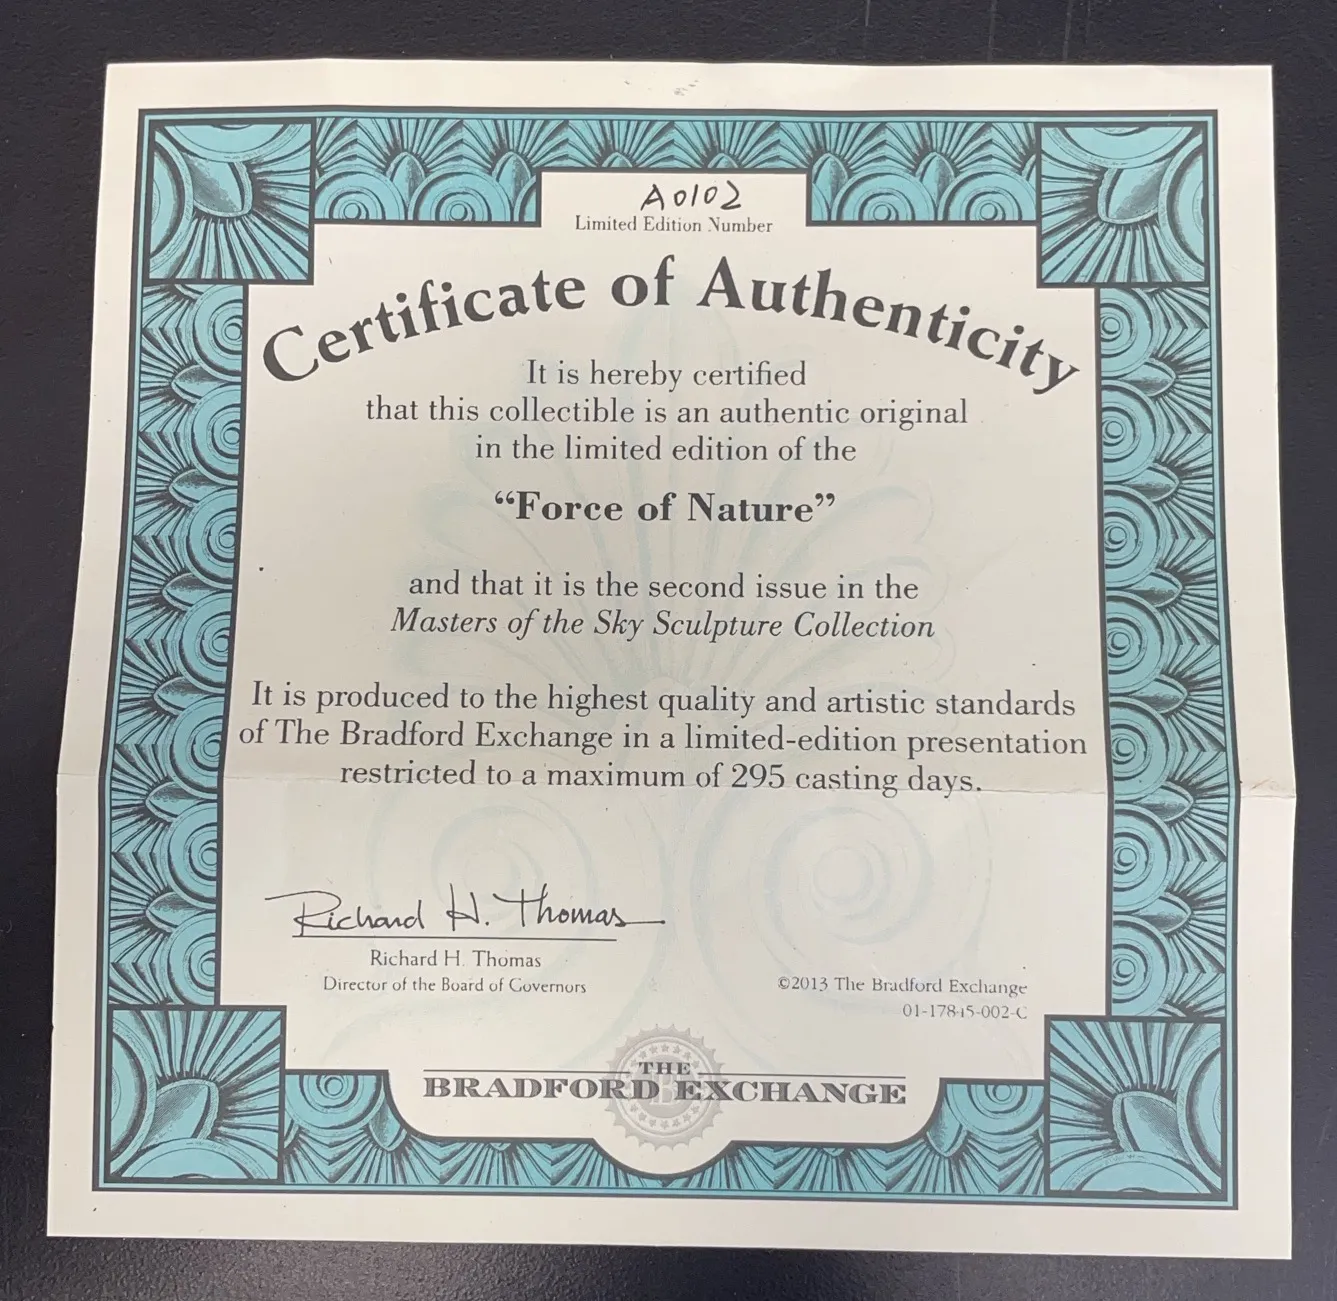 A0102
Limited Edition Number
Certificate of Authenticity
It is hereby certified
that this collectible is an authentic original
in the limited edition of the
“Force of Nature”
and that it is the second issue in the
Masters of the Sky Sculpture Collection
It is produced to the highest quality and artistic standards
of The Bradford Exchange in a limited-edition presentation
restricted to a maximum of 295 casting days.
Richard H. Thomas
Richard H. Thomas
Director of the Board of Governors
©2013 The Bradford Exchange
01-17845-002-C
THE
BRADFORD EXCHANGE